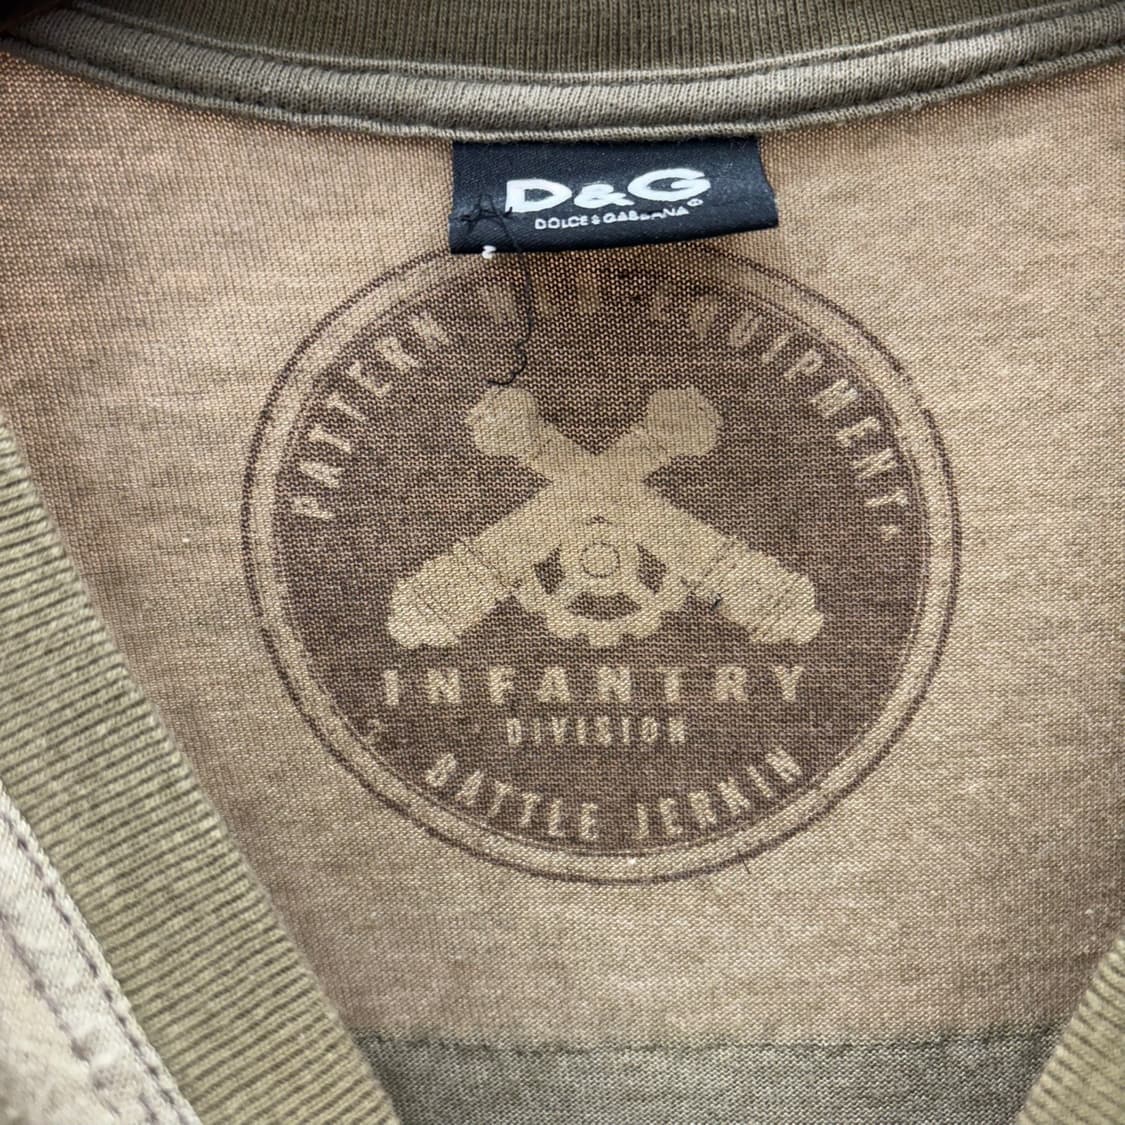 D&G
DOLCE & GABBANA
PATTERN EQUIPMENT.
INFANTRY
DIVISION
BATTLE JERKIN